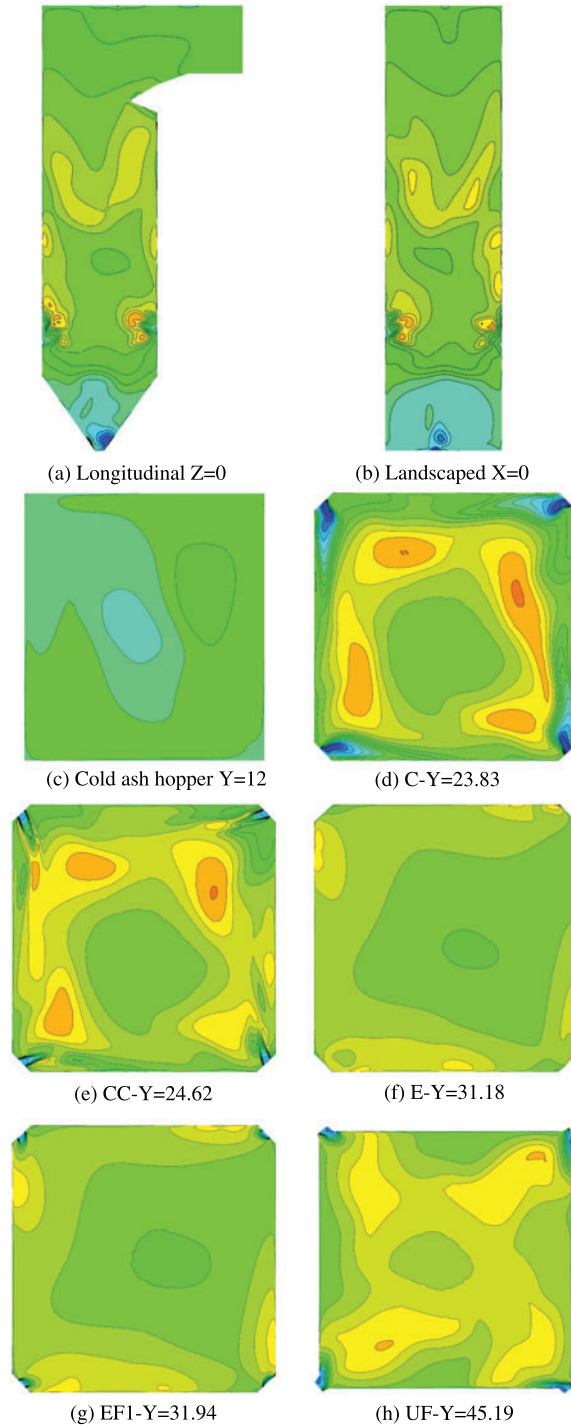 (a) Longitudinal Z=0
(b) Landscaped X=0
(c) Cold ash hopper Y=12
(d) C-Y=23.83
(e) CC-Y=24.62
(f) E-Y=31.18
(g) EF1-Y=31.94
(h) UF-Y=45.19